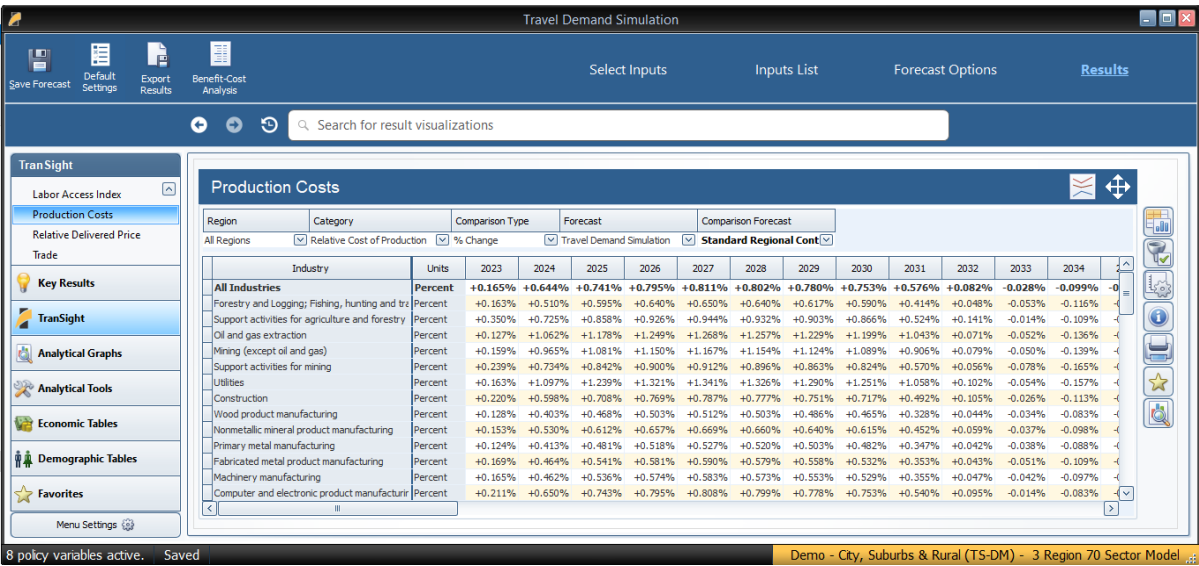 Travel Demand Simulation
Save Forecast
Default Settings
Export Results
Benefit-Cost Analysis
Select Inputs
Inputs List
Forecast Options
Results
Search for result visualizations
TranSight
Labor Access Index
Production Costs
Relative Delivered Price
Trade
Key Results
TranSight
Analytical Graphs
Analytical Tools
Economic Tables
Demographic Tables
Favorites
Menu Settings
Production Costs
Region Category Comparison Type Forecast Comparison Forecast
All Regions Relative Cost of Production % Change Travel Demand Simulation Standard Regional Cont
Industry Units 2023 2024 2025 2026 2027 2028 2029 2030 2031 2032 2033 2034
All Industries Percent +0.165% +0.644% +0.741% +0.795% +0.811% +0.802% +0.780% +0.753% +0.576% +0.082% -0.028% -0.099% -0
Forestry and Logging; Fishing, hunting and tra Percent +0.163% +0.510% +0.595% +0.640% +0.650% +0.640% +0.617% +0.590% +0.414% +0.048% -0.053% -0.116%
Support activities for agriculture and forestry Percent +0.350% +0.725% +0.858% +0.926% +0.944% +0.932% +0.903% +0.866% +0.524% +0.141% -0.014% -0.109%
Oil and gas extraction Percent +0.127% +1.062% +1.178% +1.249% +1.268% +1.257% +1.229% +1.199% +1.043% +0.071% -0.052% -0.136%
Mining (except oil and gas) Percent +0.159% +0.965% +1.081% +1.150% +1.167% +1.154% +1.124% +1.089% +0.906% +0.079% -0.050% -0.139%
Support activities for mining Percent +0.239% +0.734% +0.842% +0.900% +0.912% +0.896% +0.863% +0.824% +0.570% +0.056% -0.078% -0.165%
Utilities Percent +0.163% +1.097% +1.239% +1.321% +1.341% +1.326% +1.290% +1.251% +1.058% +0.102% -0.054% -0.157%
Construction Percent +0.220% +0.598% +0.708% +0.769% +0.787% +0.777% +0.751% +0.717% +0.492% +0.105% -0.026% -0.113%
Wood product manufacturing Percent +0.128% +0.403% +0.468% +0.503% +0.512% +0.503% +0.486% +0.465% +0.328% +0.044% -0.034% -0.083%
Nonmetallic mineral product manufacturing Percent +0.153% +0.530% +0.612% +0.657% +0.669% +0.660% +0.640% +0.615% +0.452% +0.059% -0.037% -0.098%
Primary metal manufacturing Percent +0.124% +0.413% +0.481% +0.518% +0.527% +0.520% +0.503% +0.482% +0.347% +0.042% -0.038% -0.088%
Fabricated metal product manufacturing Percent +0.169% +0.464% +0.541% +0.581% +0.590% +0.579% +0.558% +0.532% +0.353% +0.043% -0.051% -0.109%
Machinery manufacturing Percent +0.165% +0.462% +0.536% +0.574% +0.583% +0.573% +0.553% +0.529% +0.355% +0.047% -0.042% -0.097%
Computer and electronic product manufacturir Percent +0.211% +0.650% +0.743% +0.795% +0.808% +0.799% +0.778% +0.753% +0.540% +0.095% -0.014% -0.083%
8 policy variables active. Saved
Demo - City, Suburbs & Rural (TS-DM) - 3 Region 70 Sector Model